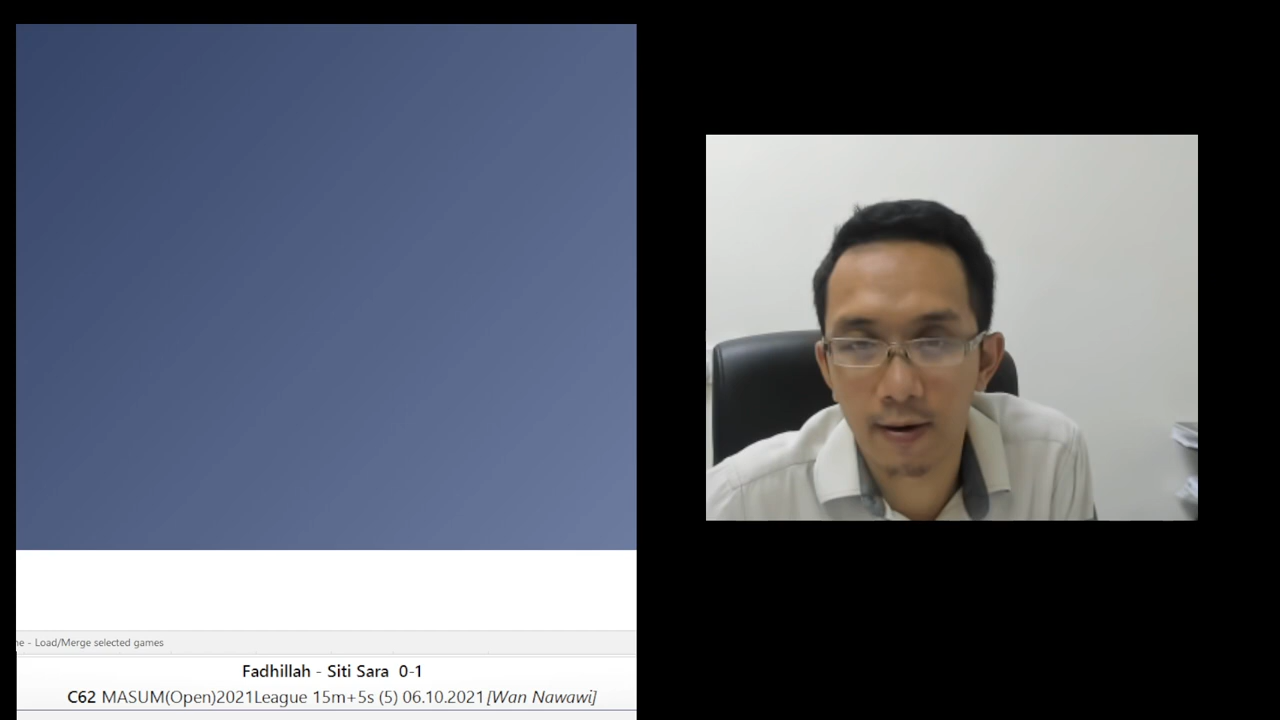 ne - Load/Merge selected games
Fadhillah - Siti Sara 0-1
C62 MASUM(Open)2021League 15m+5s (5) 06.10.2021 [Wan Nawawi]